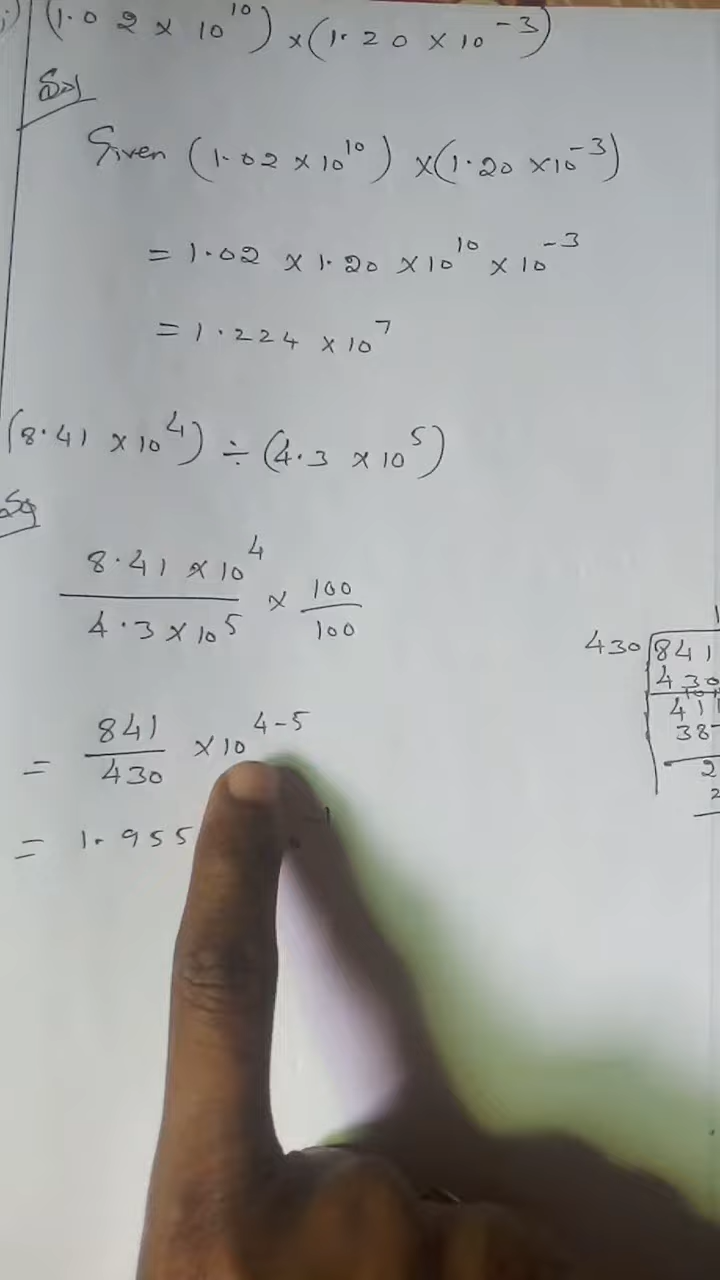 (1.02 × 10^10) × (1.20 × 10^-3)
Sol
Given (1.02 × 10^10) × (1.20 × 10^-3)
= 1.02 × 1.20 × 10^10 × 10^-3
= 1.224 × 10^7
(8.41 × 10^4) ÷ (4.3 × 10^5)
Sol
8.41 × 10^4 / 4.3 × 10^5 × 100/100
= 841/430 × 10^4-5
= 1.955
-1
430 841
430
41
38
2